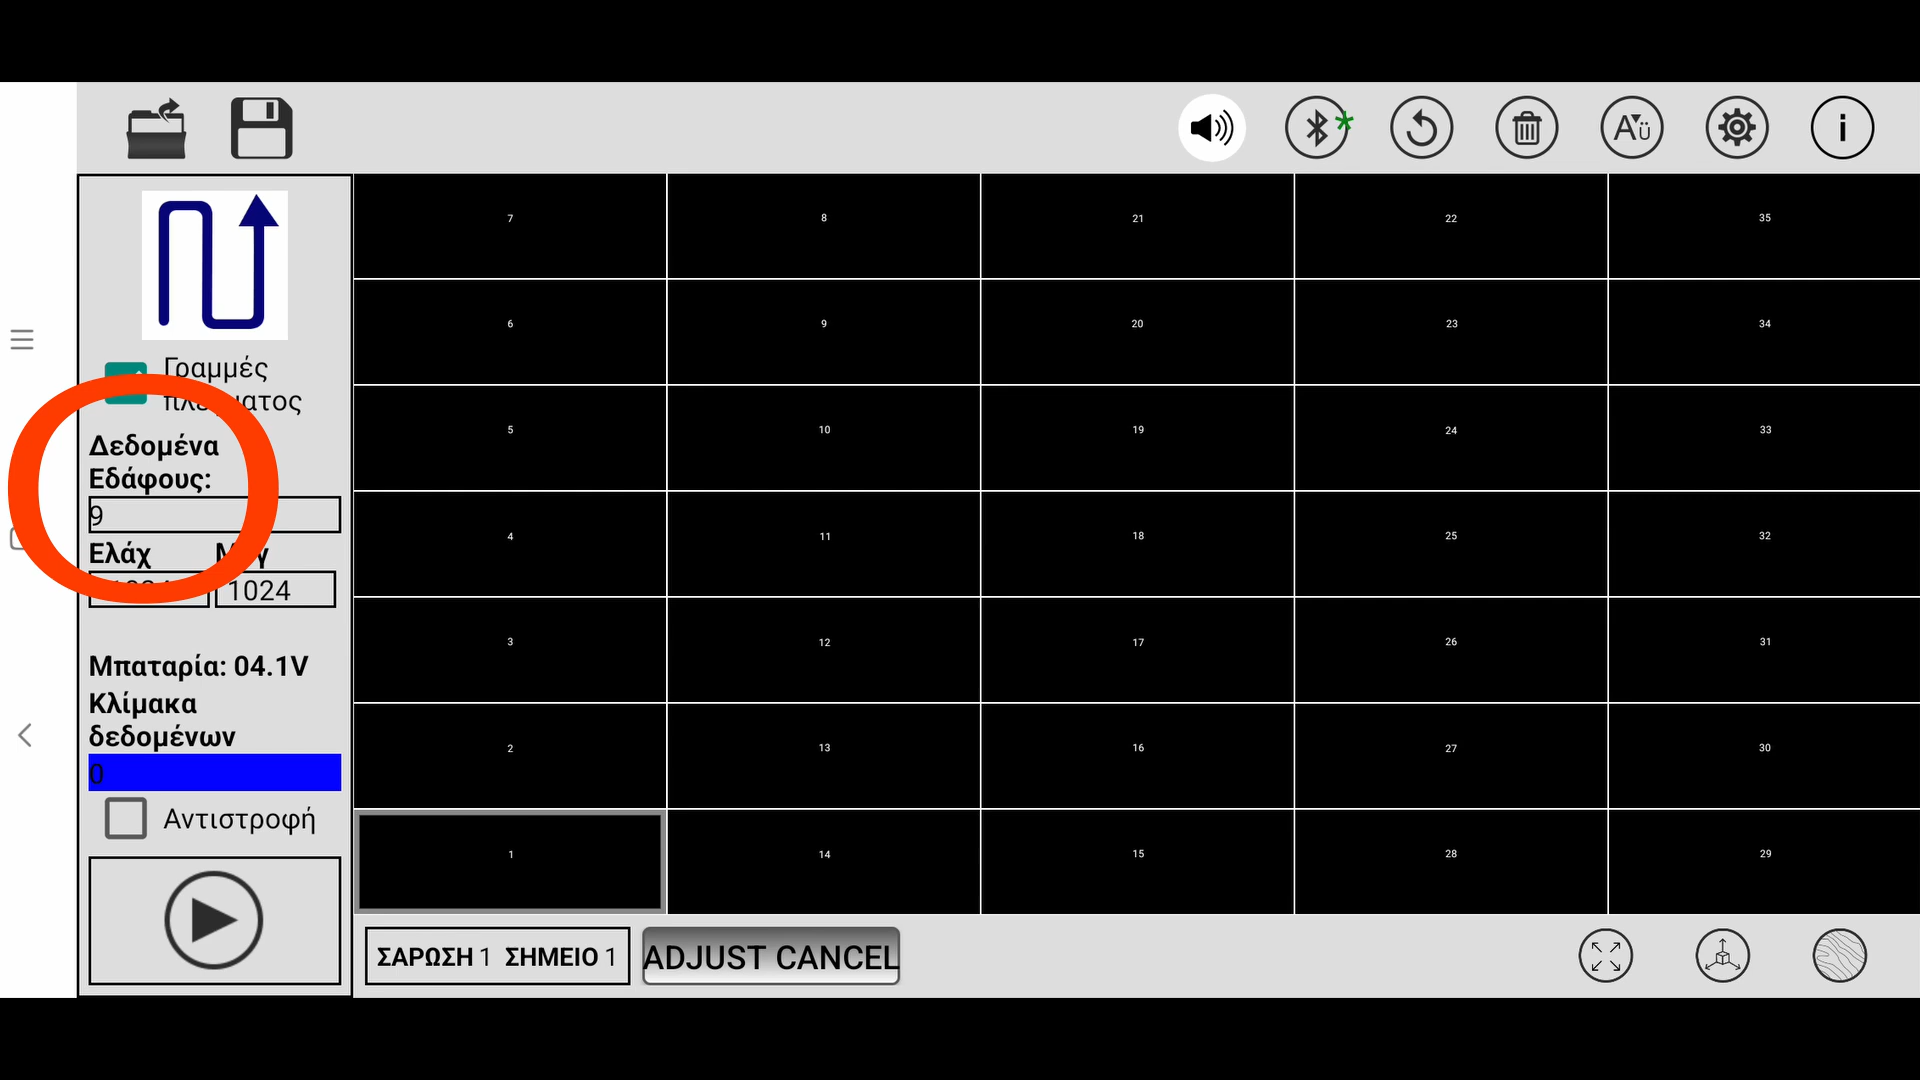 Γραμμές
πλέγματος
Δεδομένα
Εδάφους:
9
Ελάχ
1024
Μπαταρία: 04.1V
Κλίμακα
δεδομένων
0
Αντιστροφή
Aü
i
7 8 21 22 35
6 9 20 23 34
5 10 19 24 33
4 11 18 25 32
3 12 17 26 31
2 13 16 27 30
1 14 15 28 29
ΣΑΡΩΣΗ 1 ΣΗΜΕΙΟ 1
ADJUST CANCEL